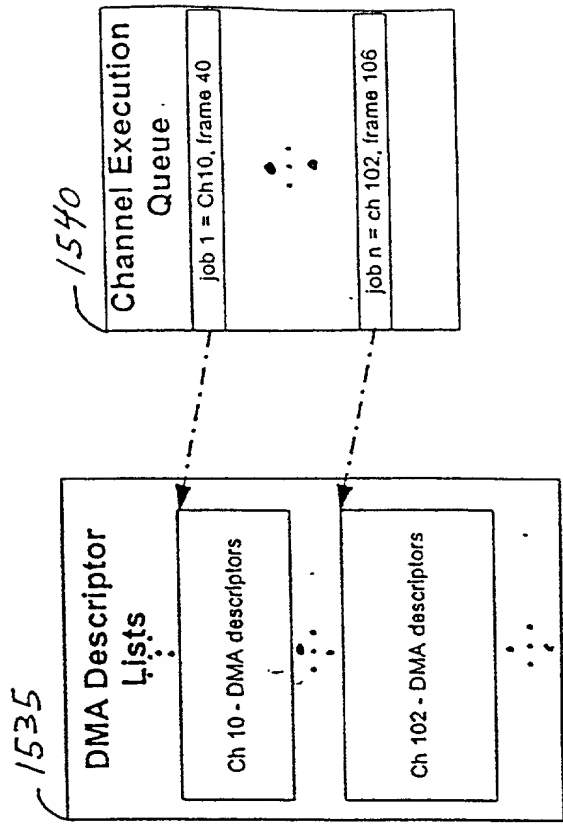 1535
DMA Descriptor
Lists
Ch 10 - DMA descriptors
Ch 102 - DMA descriptors
1540
Channel Execution
Queue
job 1 = Ch10, frame 40
job n = ch 102, frame 106